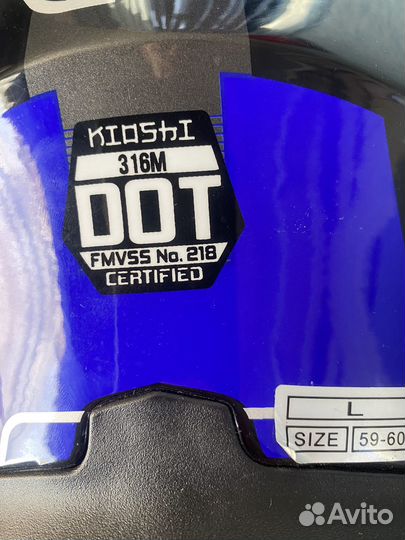 KIOSHI
316M
DOT
FMVSS No. 218
CERTIFIED
L
SIZE 59-60
Avito